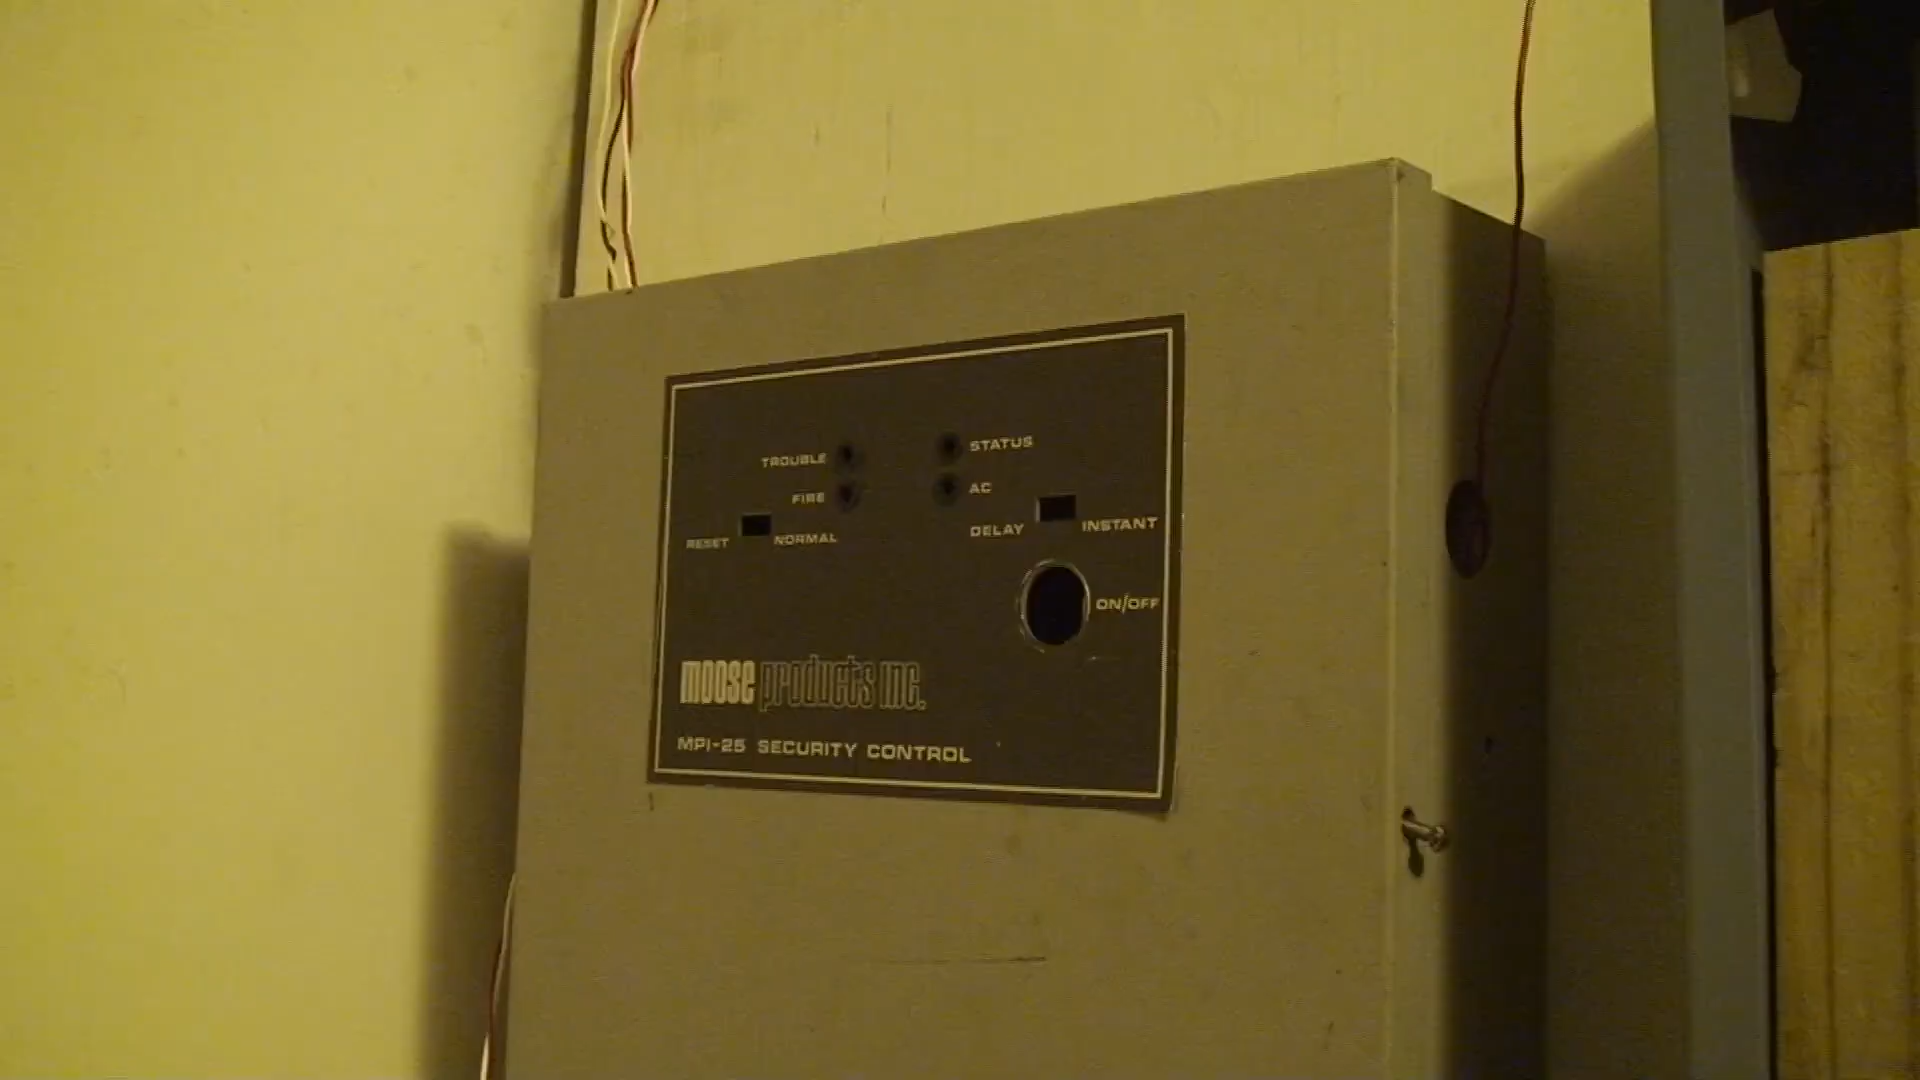 TROUBLE
STATUS
FIRE
AC
RESET
NORMAL
DELAY
INSTANT
ON/OFF
moose products inc.
MPI-25 SECURITY CONTROL